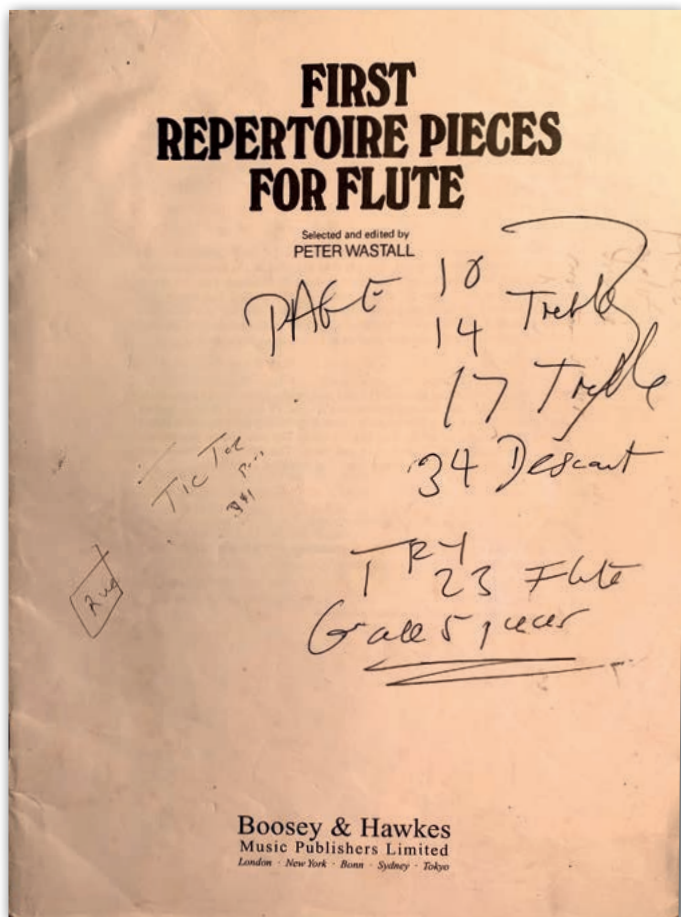 FIRST
REPERTOIRE PIECES
FOR FLUTE
Selected and edited by
PETER WASTALL
PAGE 10
14 Treble
17 Treble
34 Descant
TRY
23 Flute
Grade 5 pieces
Tic Toc
Boosey & Hawkes
Music Publishers Limited
London · New York · Bonn · Sydney · Tokyo